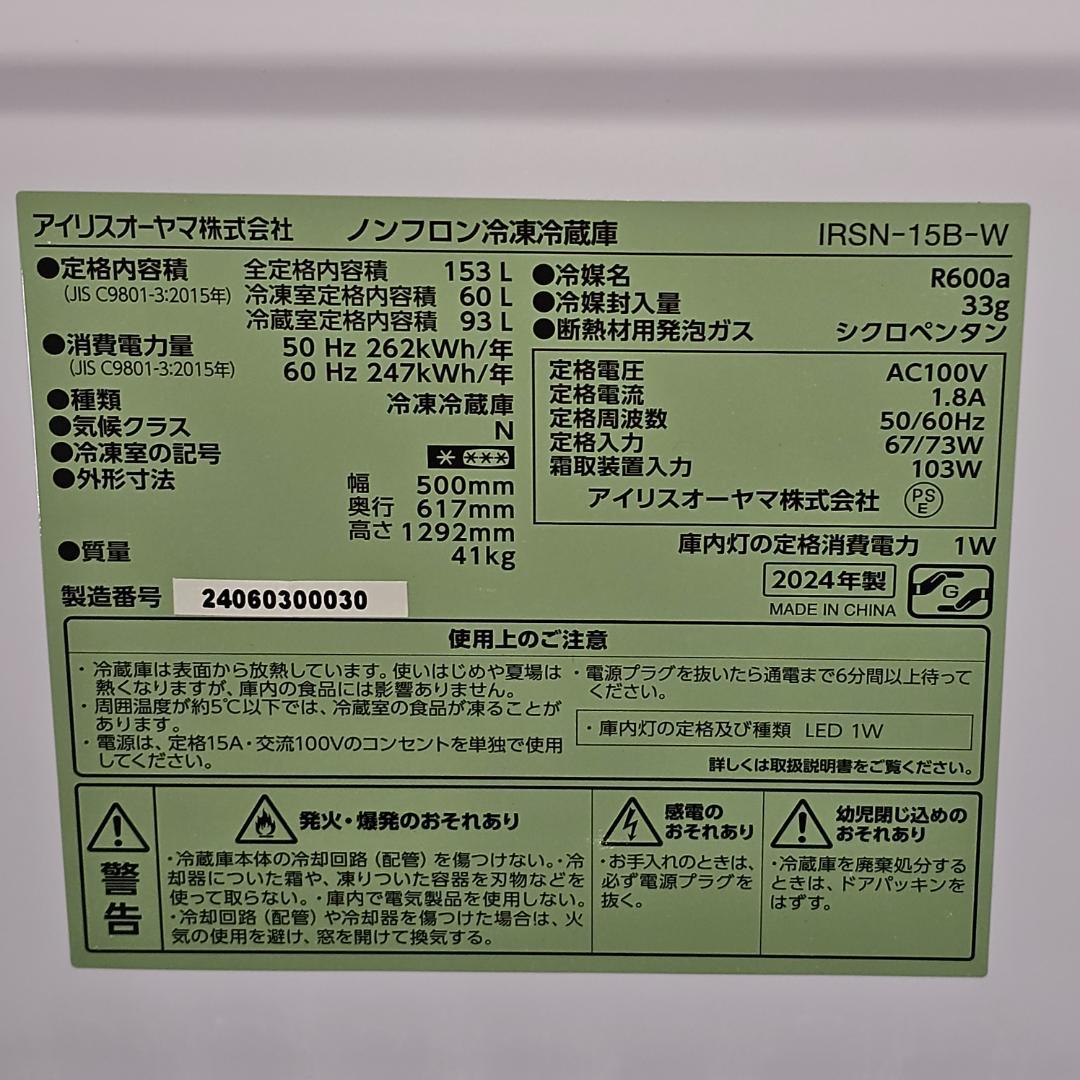 アイリスオーヤマ株式会社 ノンフロン冷凍冷蔵庫 IRSN-15B-W
●定格内容積 全定格内容積 153 L
(JIS C9801-3:2015年) 冷凍室定格内容積 60 L
冷蔵室定格内容積 93 L
●消費電力量 50 Hz 262kWh/年
(JIS C9801-3:2015年) 60 Hz 247kWh/年
●種類 冷凍冷蔵庫
●気候クラス N
●冷凍室の記号
●外形寸法 幅 500mm
奥行 617mm
高さ 1292mm
●質量 41kg
製造番号 24060300030
●冷媒名 R600a
●冷媒封入量 33g
●断熱材用発泡ガス シクロペンタン
定格電圧 AC100V
定格電流 1.8A
定格周波数 50/60Hz
定格入力 67/73W
霜取装置入力 103W
アイリスオーヤマ株式会社 PSE
庫内灯の定格消費電力 1W
2024年製
MADE IN CHINA
G
使用上のご注意
・冷蔵庫は表面から放熱しています。使いはじめや夏場は
熱くなりますが、庫内の食品には影響ありません。
・周囲温度が約5℃以下では、冷蔵室の食品が凍ることが
あります。
・電源は、定格15A・交流100Vのコンセントを単独で使用
してください。
・電源プラグを抜いたら通電まで6分間以上待って
ください。
・庫内灯の定格及び種類 LED 1W
詳しくは取扱説明書をご覧ください。
警告
発火・爆発のおそれあり
・冷蔵庫本体の冷却回路（配管）を傷つけない。・冷
却器についた霜や、凍りついた容器を刃物などを
使って取らない。・庫内で電気製品を使用しない。
・冷却回路（配管）や冷却器を傷つけた場合は、火
気の使用を避け、窓を開けて換気する。
感電の
おそれあり
・お手入れのときは、
必ず電源プラグを
抜く。
幼児閉じ込めの
おそれあり
・冷蔵庫を廃棄処分する
ときは、ドアパッキンを
はずす。